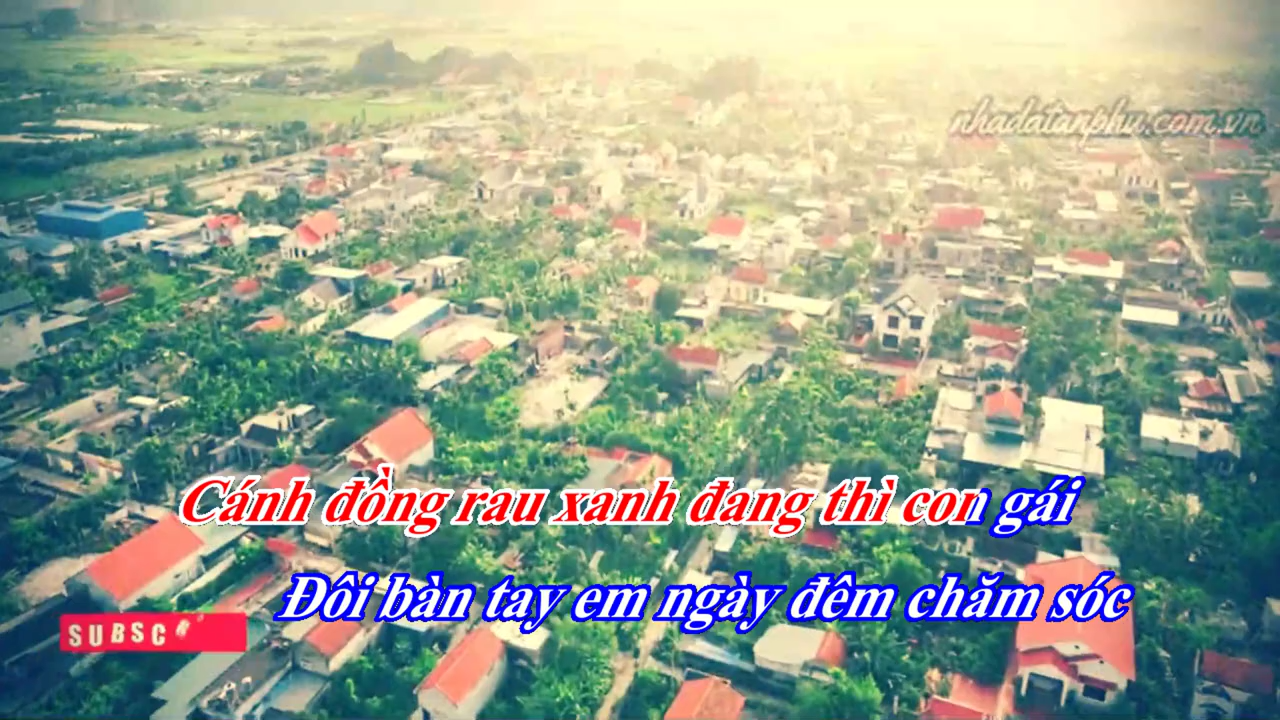 nhadatanphu.com.vn
Cánh đồng rau xanh đang thì con gái
Đôi bàn tay em ngày đêm chăm sóc
SUBSCR